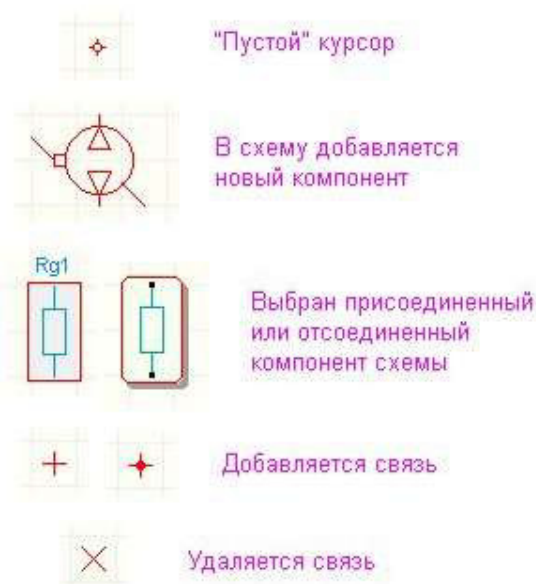 "Пустой" курсор
В схему добавляется
новый компонент
Rg1
Выбран присоединенный
или отсоединенный
компонент схемы
Добавляется связь
Удаляется связь